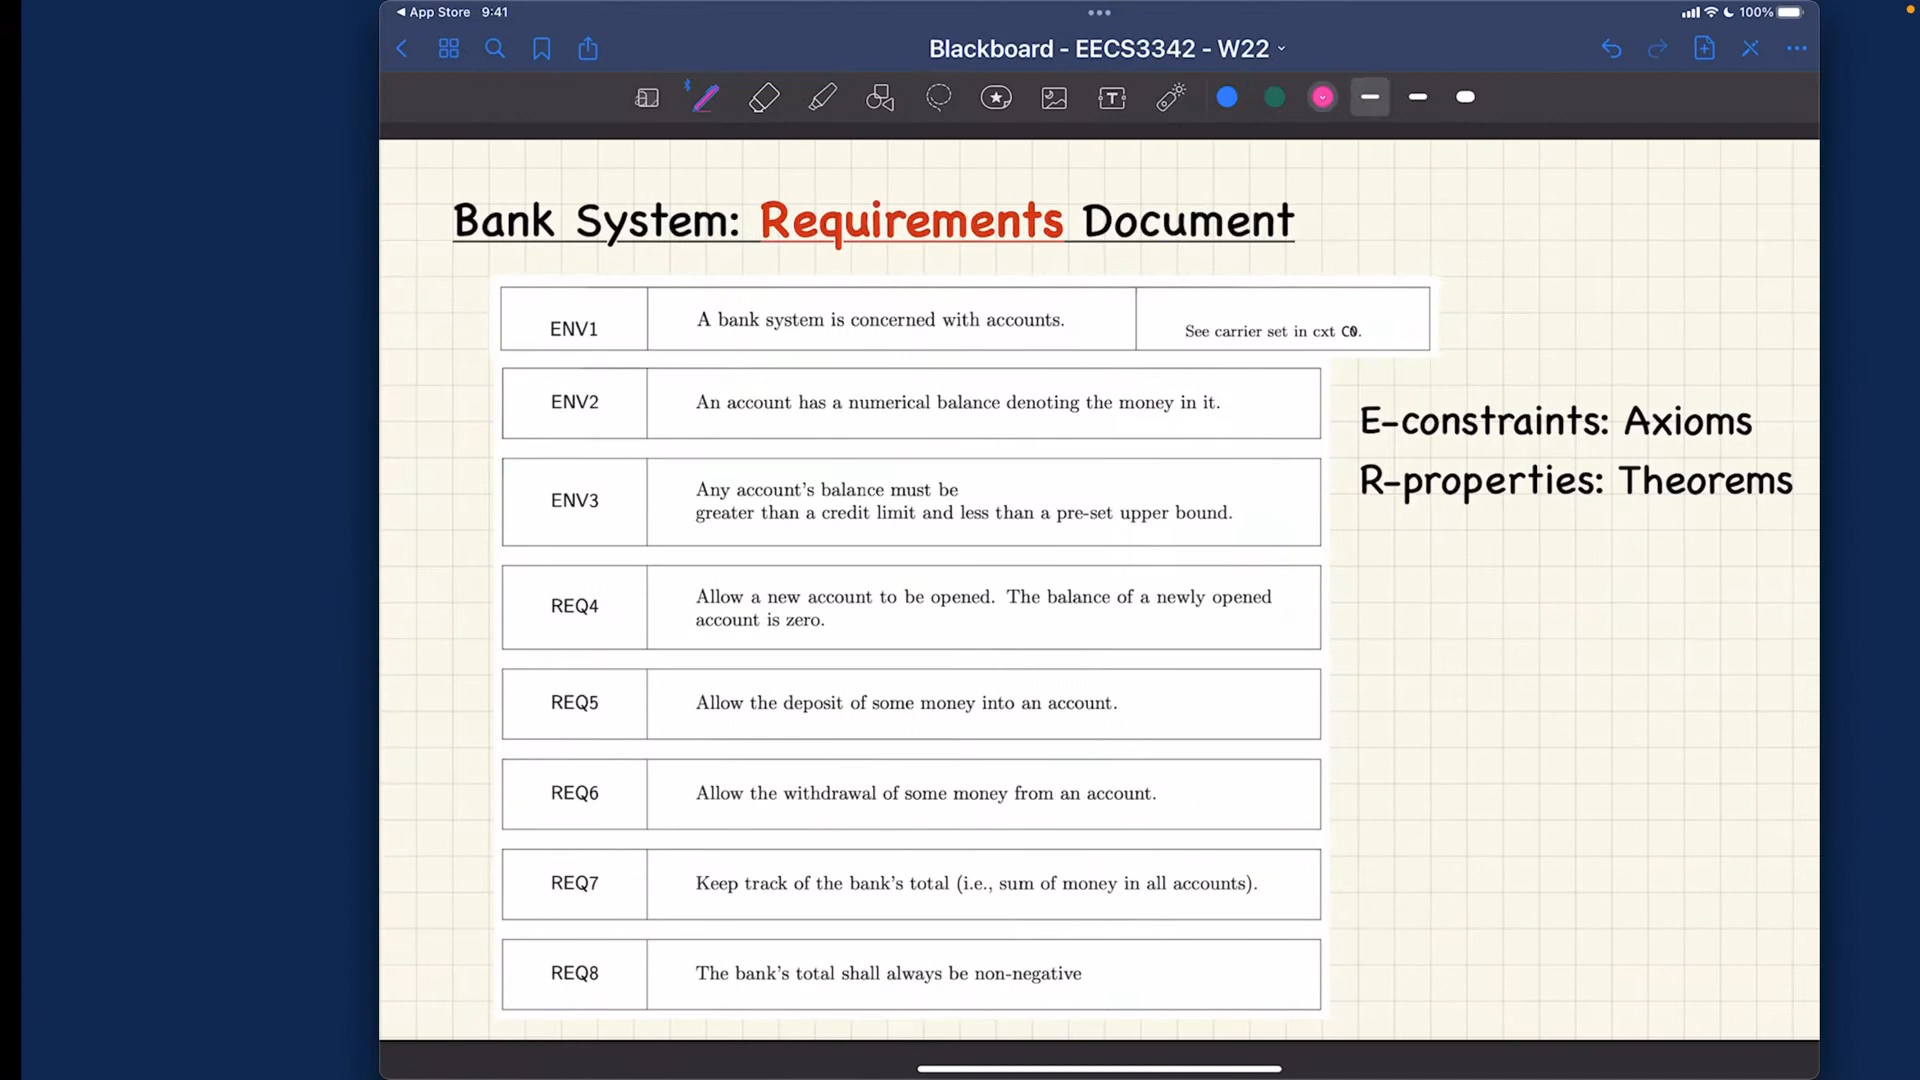 App Store 9:41
100%
Blackboard - EECS3342 - W22
T
Bank System: Requirements Document
ENV1
A bank system is concerned with accounts.
See carrier set in cxt C0.
ENV2
An account has a numerical balance denoting the money in it.
ENV3
Any account's balance must be
greater than a credit limit and less than a pre-set upper bound.
E-constraints: Axioms
R-properties: Theorems
REQ4
Allow a new account to be opened. The balance of a newly opened
account is zero.
REQ5
Allow the deposit of some money into an account.
REQ6
Allow the withdrawal of some money from an account.
REQ7
Keep track of the bank's total (i.e., sum of money in all accounts).
REQ8
The bank's total shall always be non-negative